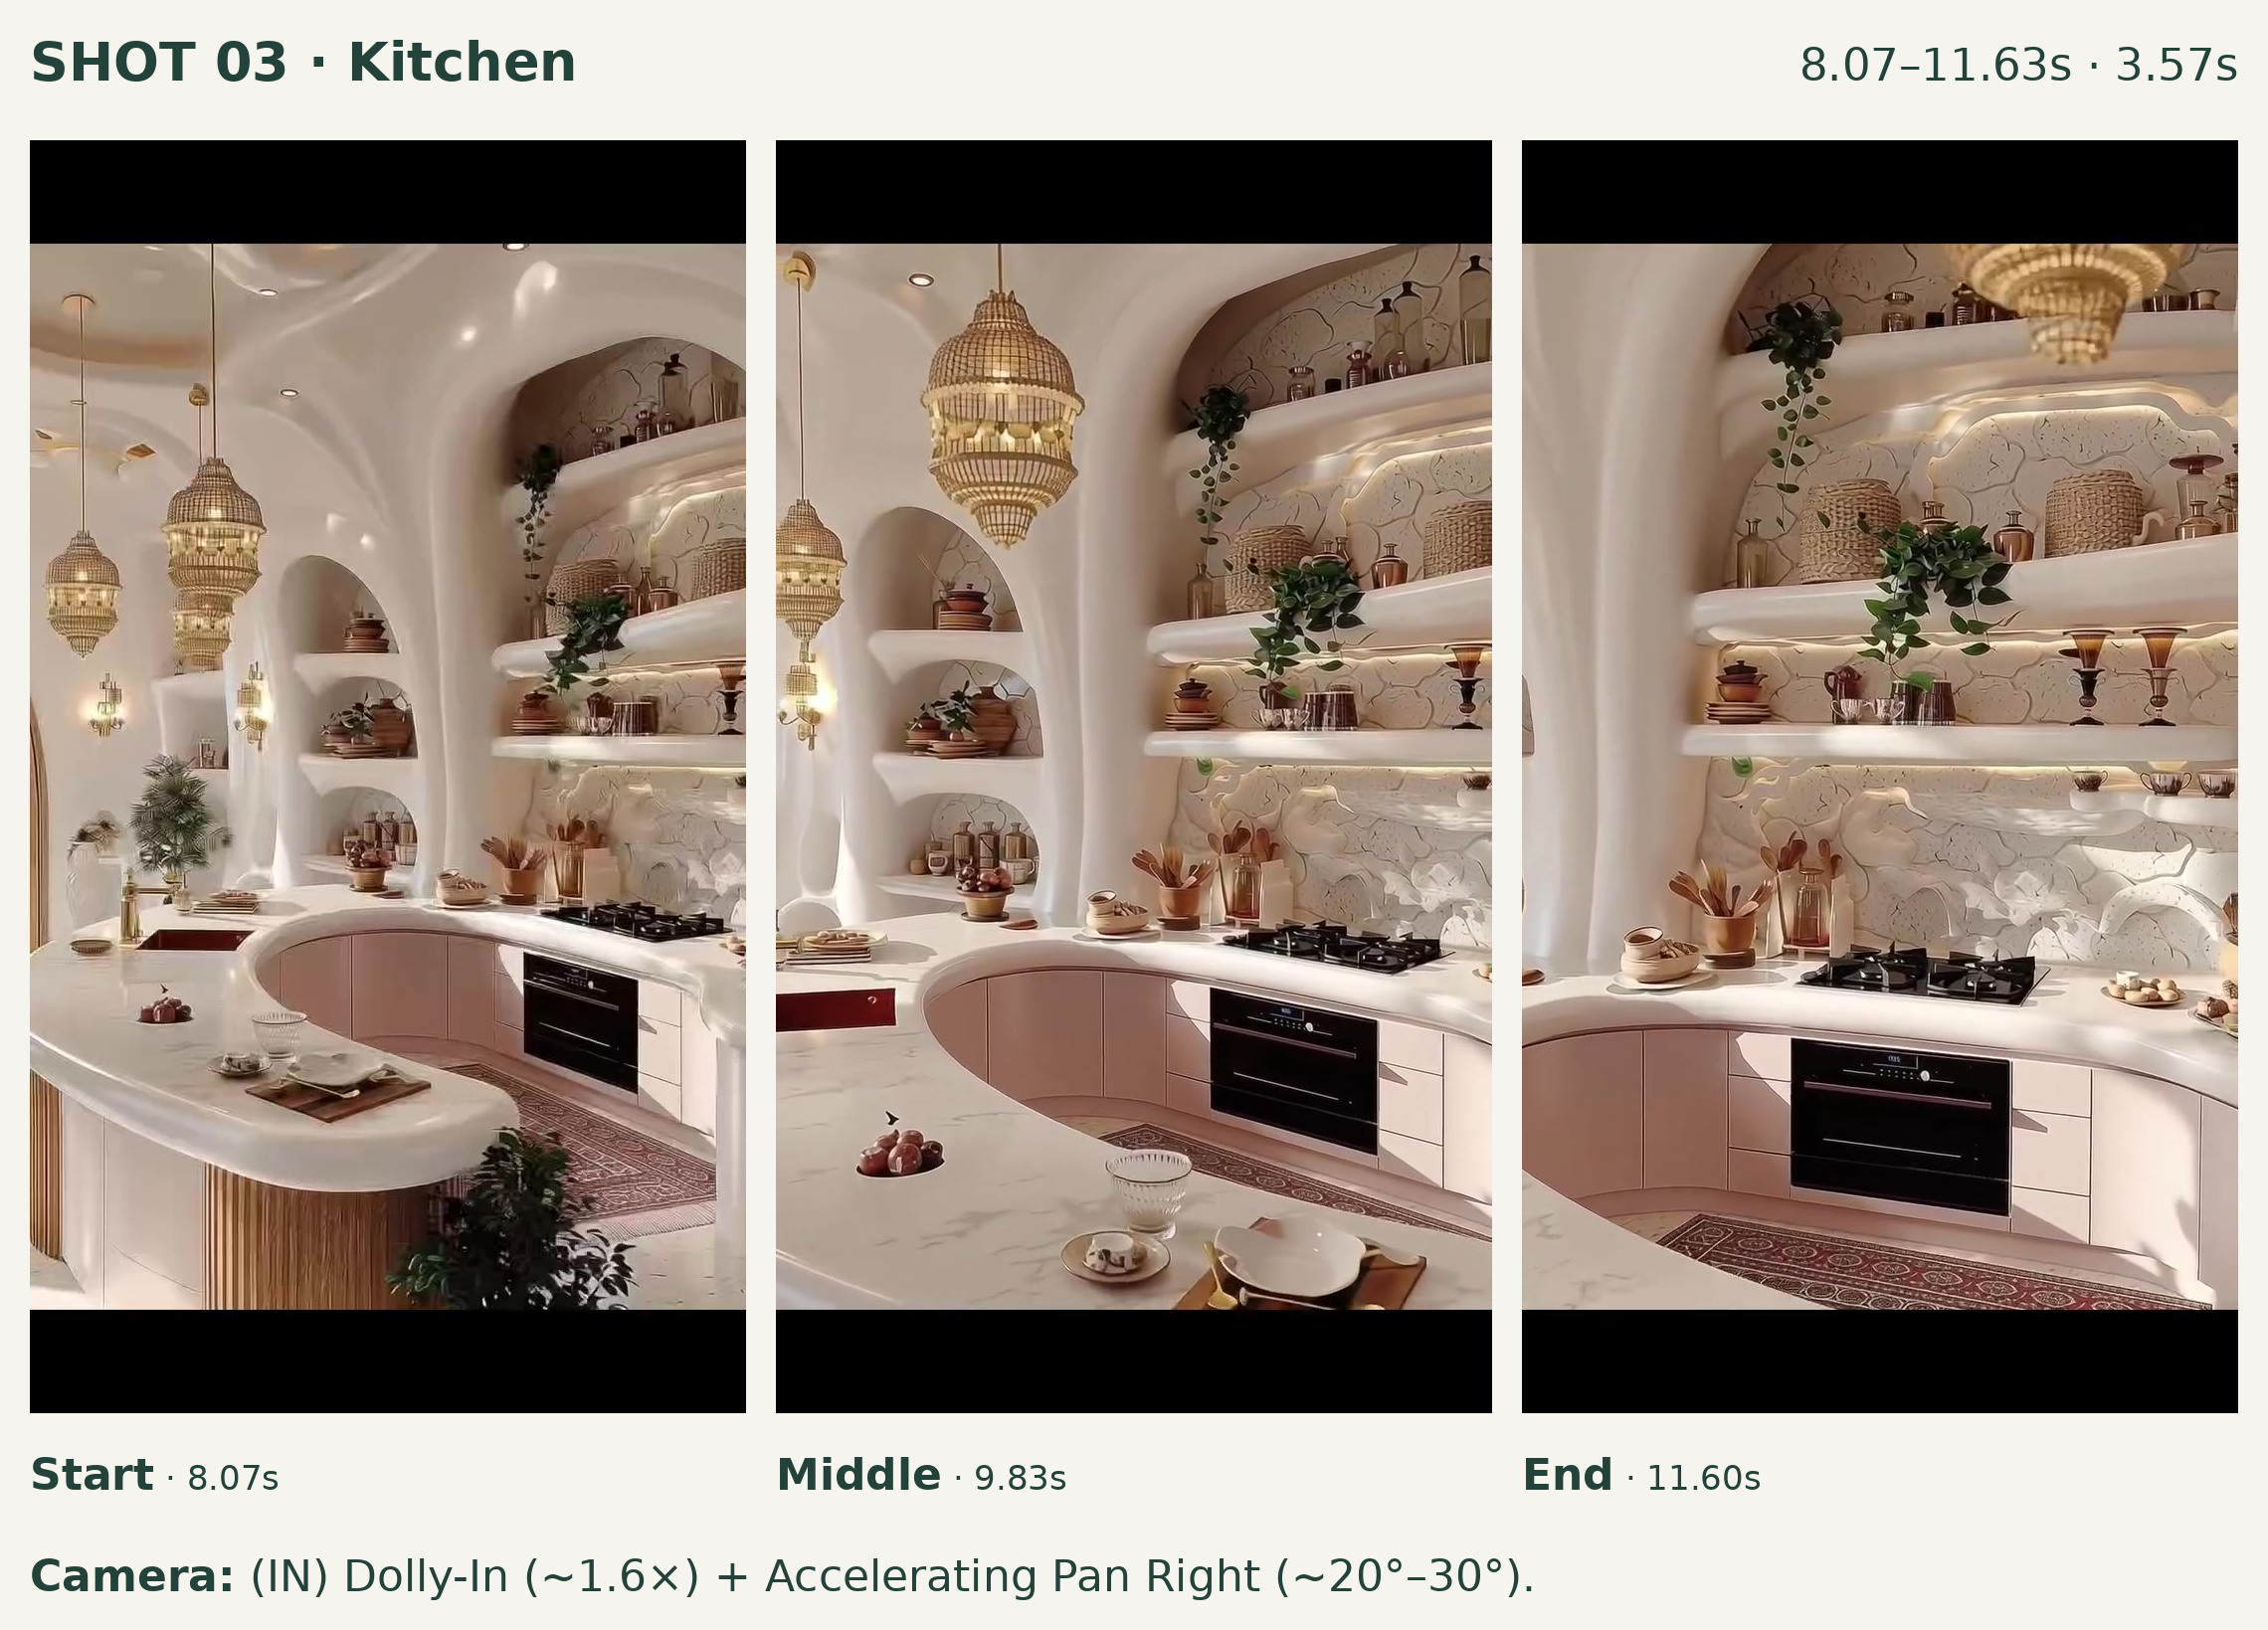 SHOT 03 · Kitchen
8.07–11.63s · 3.57s
Start · 8.07s
Middle · 9.83s
End · 11.60s
Camera: (IN) Dolly-In (~1.6×) + Accelerating Pan Right (~20°–30°).